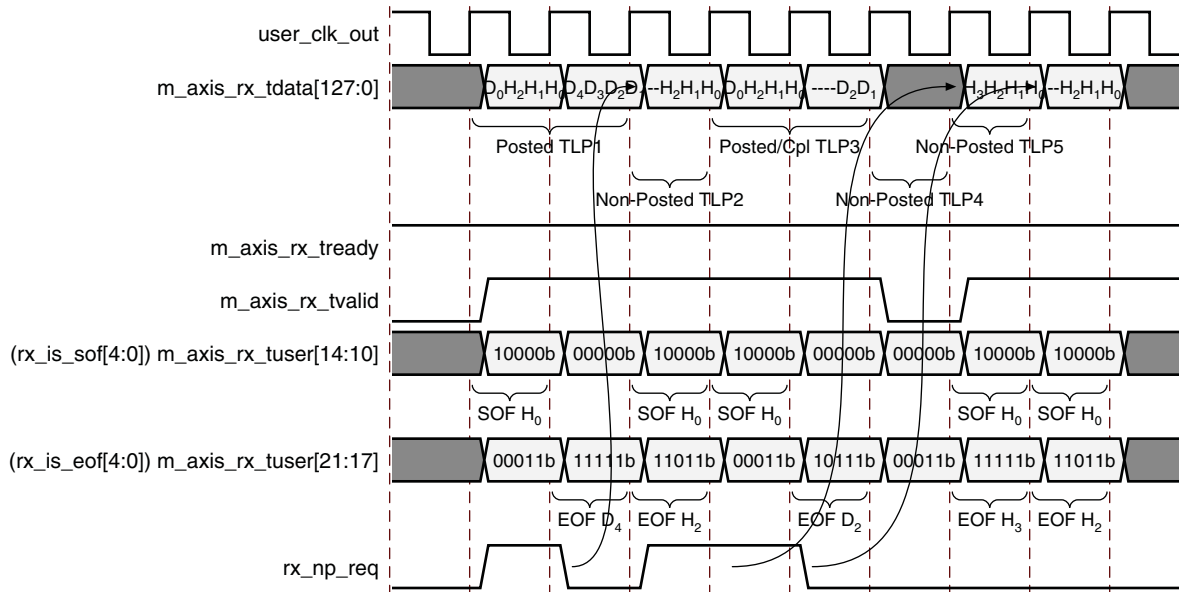 user_clk_out
m_axis_rx_tdata[127:0] D₀H₂H₁H₀ D₄D₃D₂D₁ --H₂H₁H₀ D₀H₂H₁H₀ ----D₂D₁ H₃H₂H₁H₀ --H₂H₁H₀
Posted TLP1 Posted/Cpl TLP3 Non-Posted TLP5
Non-Posted TLP2 Non-Posted TLP4
m_axis_rx_tready
m_axis_rx_tvalid
(rx_is_sof[4:0]) m_axis_rx_tuser[14:10] 10000b 00000b 10000b 10000b 00000b 00000b 10000b 10000b
SOF H₀ SOF H₀ SOF H₀ SOF H₀ SOF H₀
(rx_is_eof[4:0]) m_axis_rx_tuser[21:17] 00011b 11111b 11011b 00011b 10111b 00011b 11111b 11011b
EOF D₄ EOF H₂ EOF D₂ EOF H₃ EOF H₂
rx_np_req